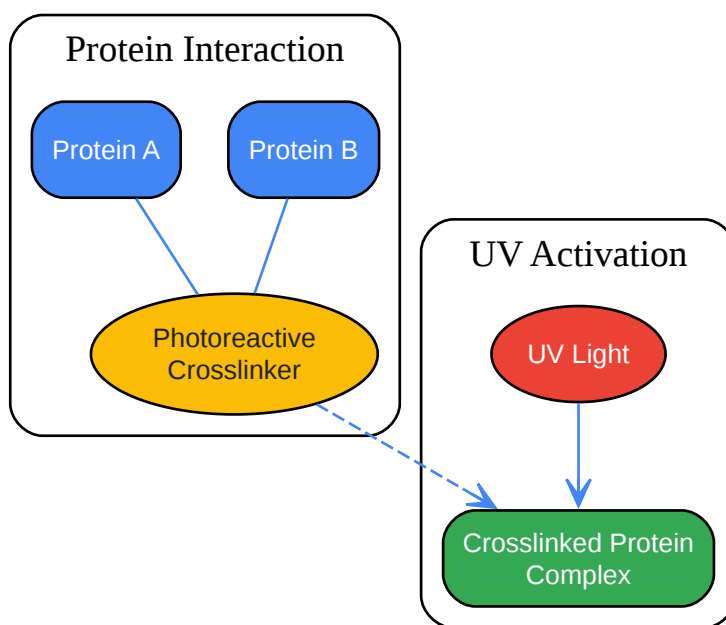 Protein Interaction
Protein A
Protein B
Photoreactive
Crosslinker
UV Activation
UV Light
Crosslinked Protein
Complex